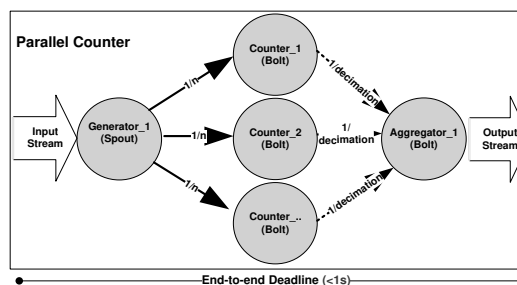 Parallel Counter
Counter_1
(Bolt)
1/n
1/decimation
Input
Stream
Generator_1
(Spout)
1/n
Counter_2
(Bolt)
1/
decimation
Aggregator_1
(Bolt)
Output
Stream
1/n
1/decimation
Counter_..
(Bolt)
End-to-end Deadline (<1s)